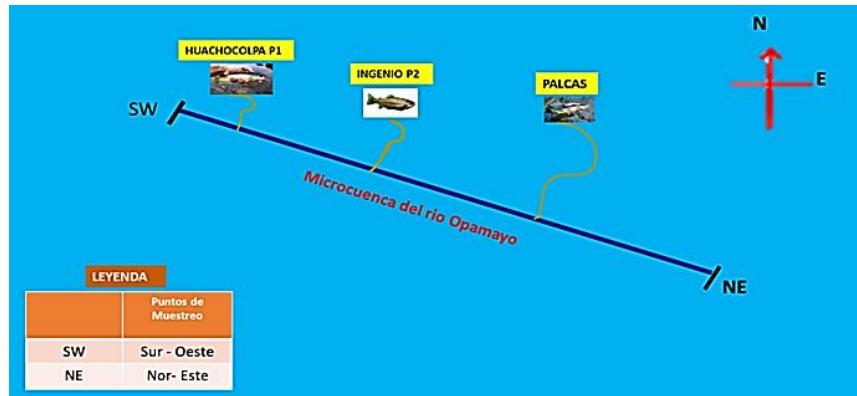 N
HUACHOCOLPA P1
INGENIO P2
PALCAS
E
SW
Microcuenca del rio Opamayo
NE
LEYENDA
Puntos de
Muestreo
SW Sur - Oeste
NE Nor- Este